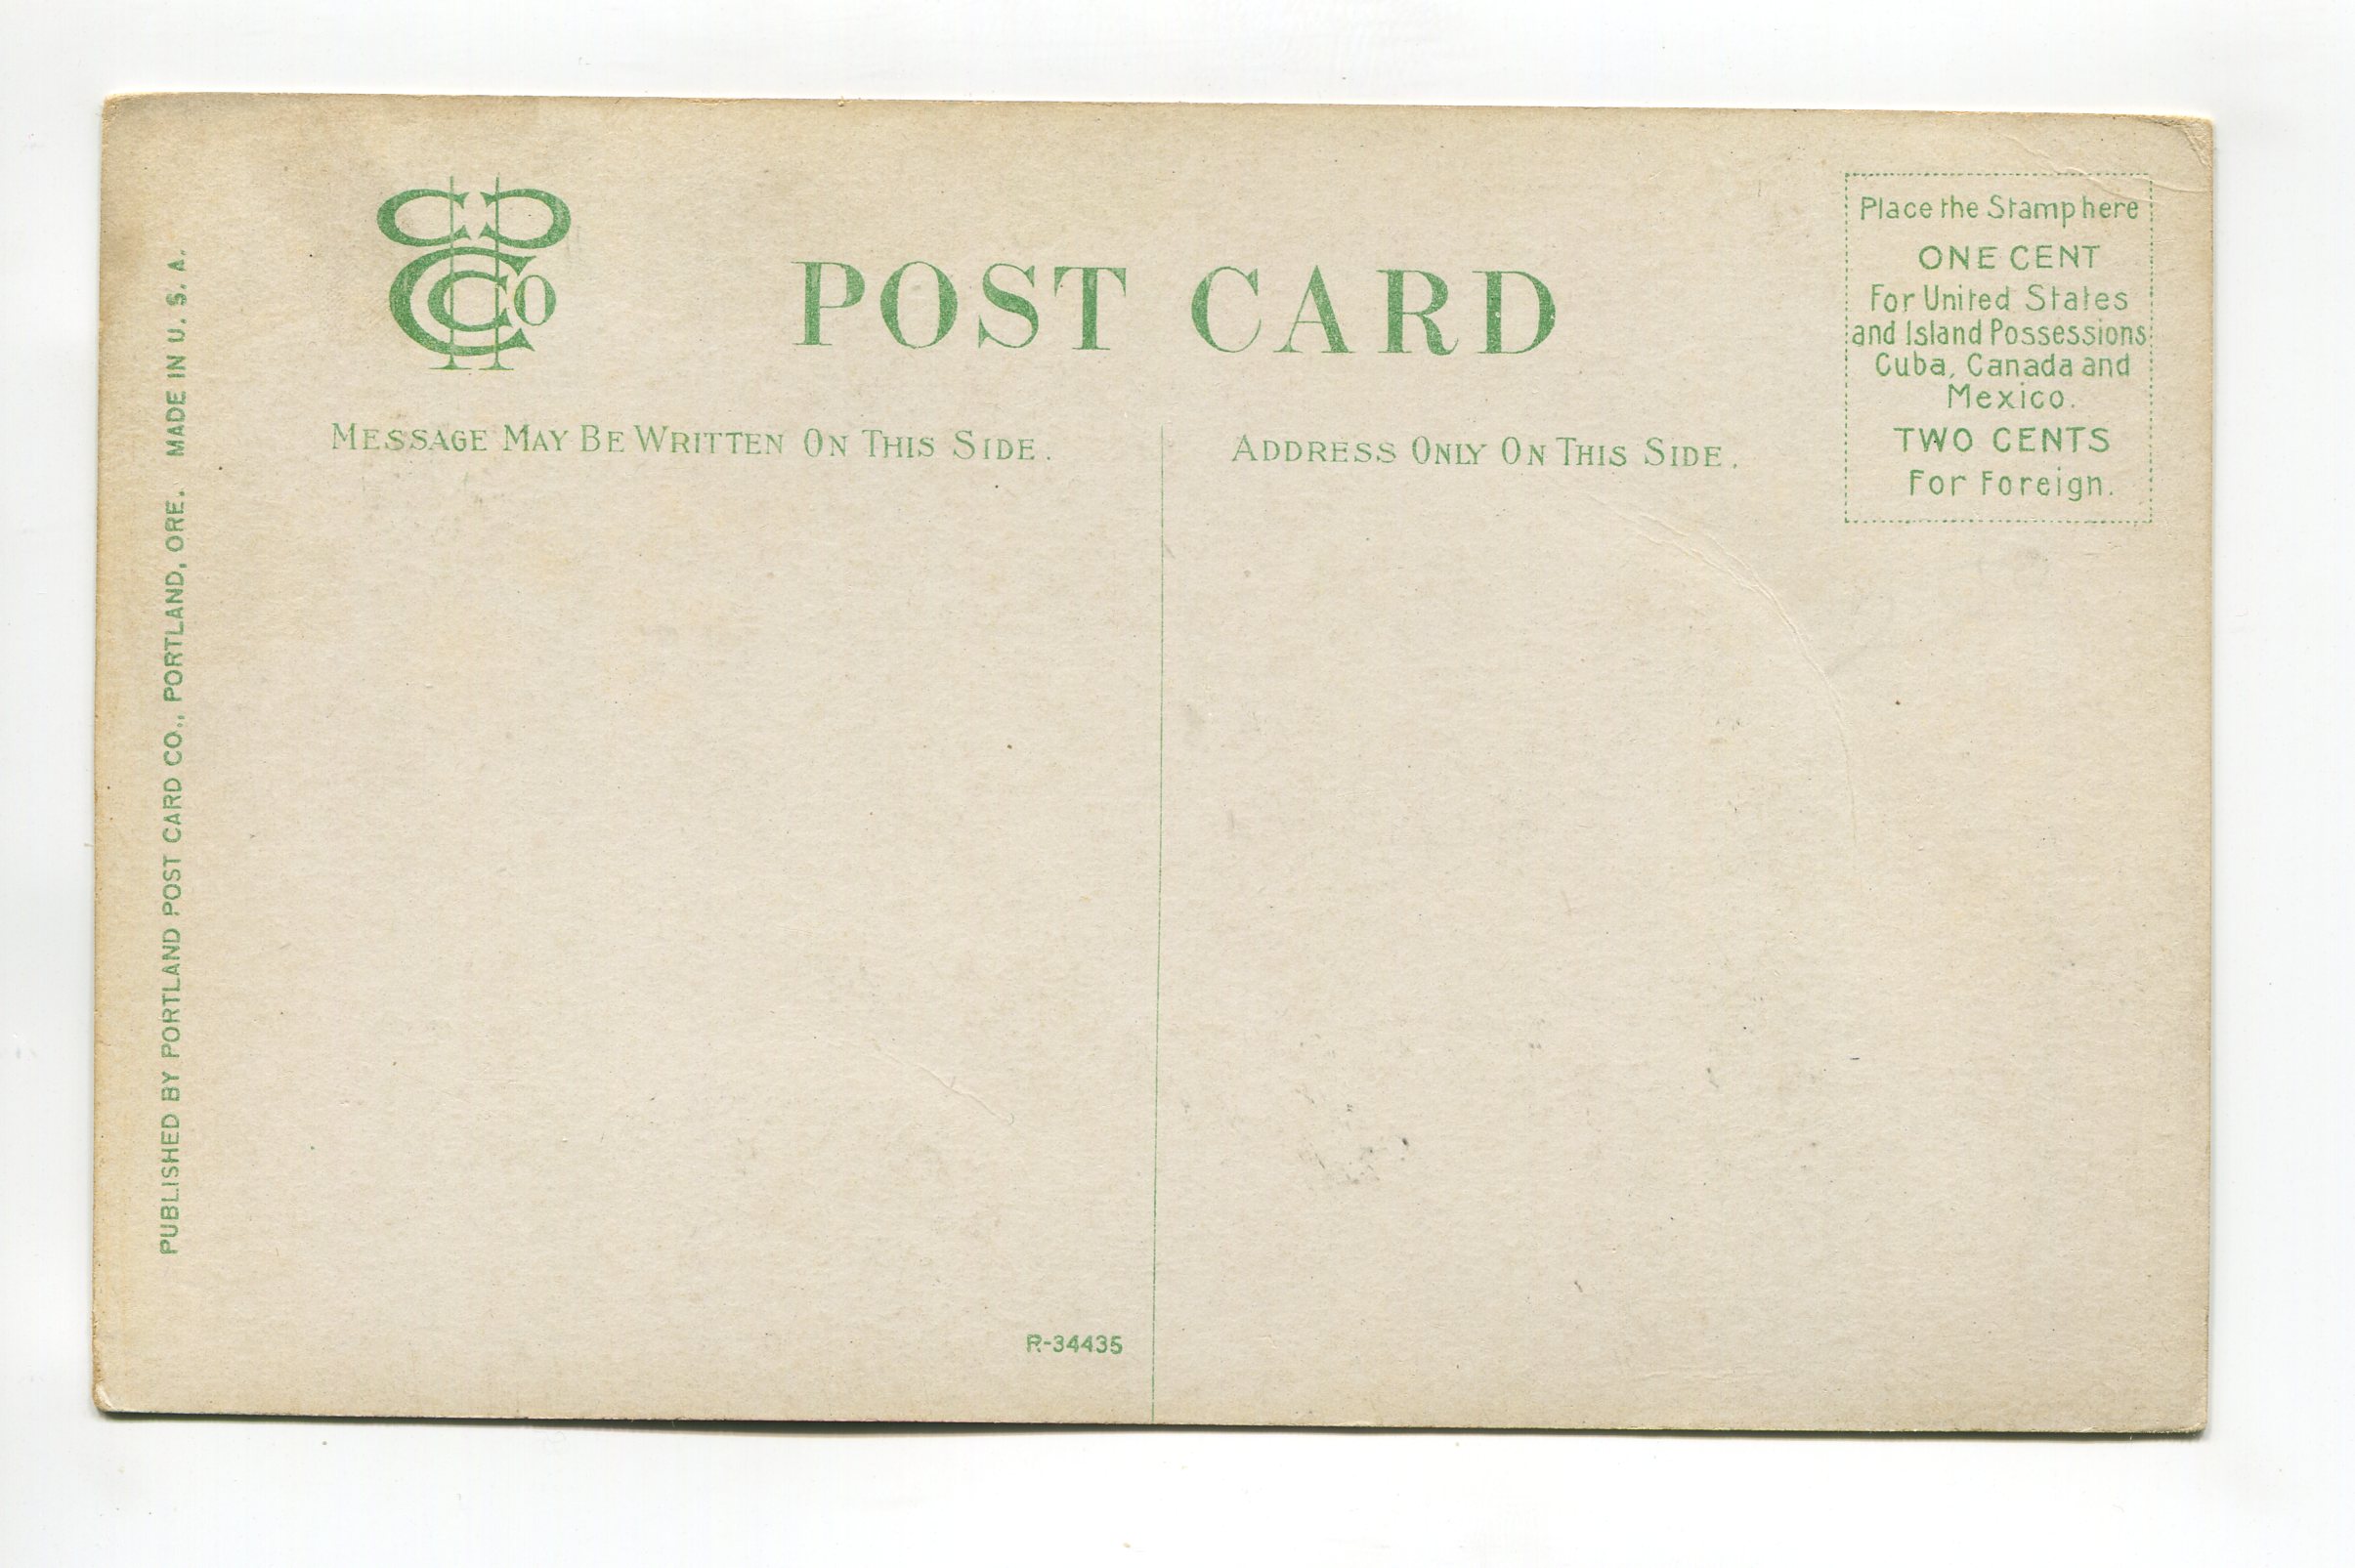 PUBLISHED BY PORTLAND POST CARD CO., PORTLAND, ORE. MADE IN U. S. A.
POST CARD
MESSAGE MAY BE WRITTEN ON THIS SIDE.
ADDRESS ONLY ON THIS SIDE.
Place the Stamp here
ONE CENT
For United States
and Island Possessions
Cuba, Canada and
Mexico.
TWO CENTS
For Foreign.
R-34435